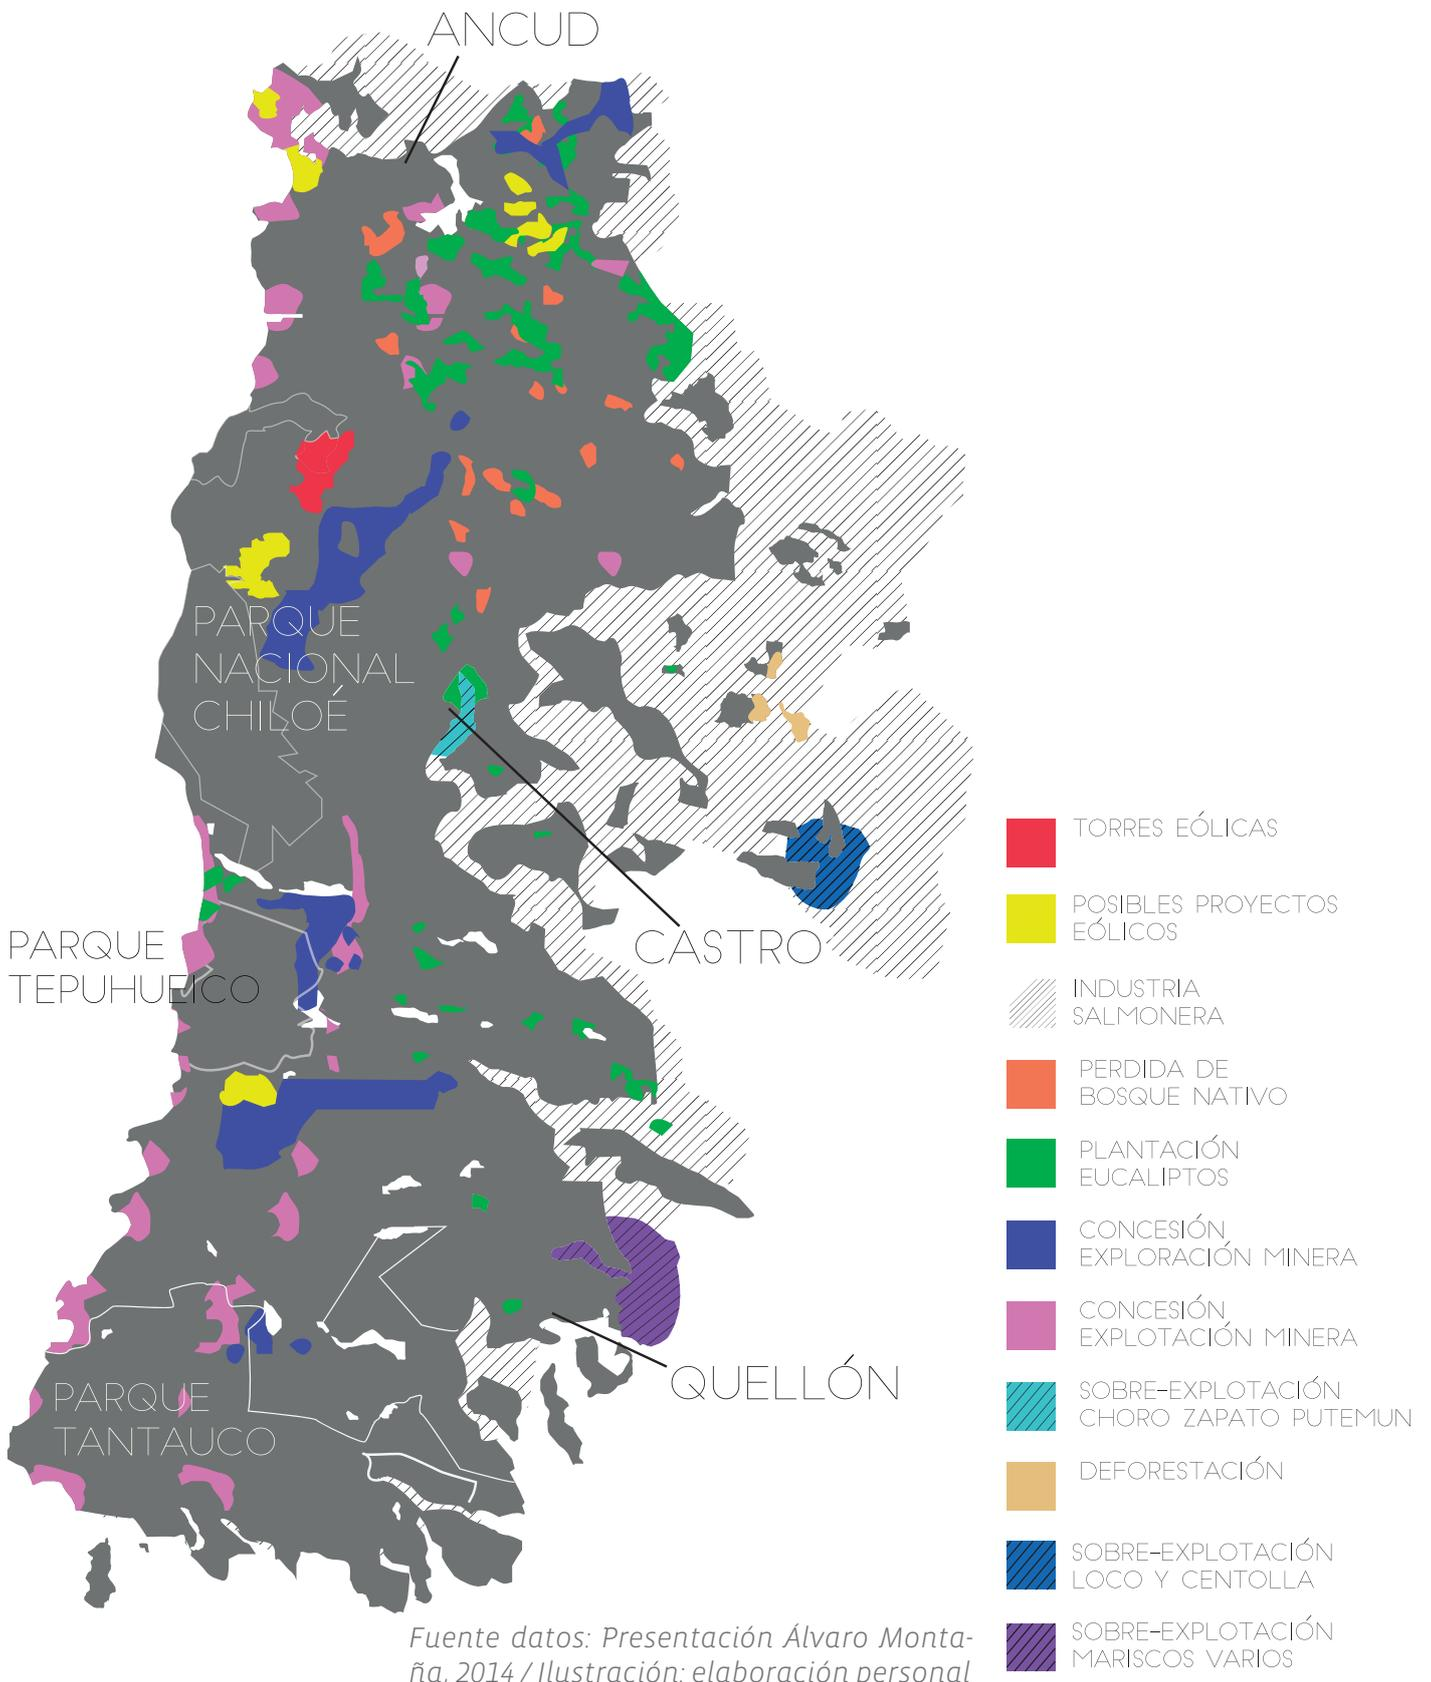 ANCUD
PARQUE
NACIONAL
CHILOÉ
PARQUE
TEPUHUEICO
CASTRO
QUELLÓN
PARQUE
TANTAUCO
TORRES EÓLICAS
POSIBLES PROYECTOS
EÓLICOS
INDUSTRIA
SALMONERA
PERDIDA DE
BOSQUE NATIVO
PLANTACIÓN
EUCALIPTOS
CONCESIÓN
EXPLORACIÓN MINERA
CONCESIÓN
EXPLOTACIÓN MINERA
SOBRE-EXPLOTACIÓN
CHORO ZAPATO PUTEMUN
DEFORESTACIÓN
SOBRE-EXPLOTACIÓN
LOCO Y CENTOLLA
SOBRE-EXPLOTACIÓN
MARISCOS VARIOS
Fuente datos: Presentación Álvaro Monta-
ña, 2014 / Ilustración: elaboración personal